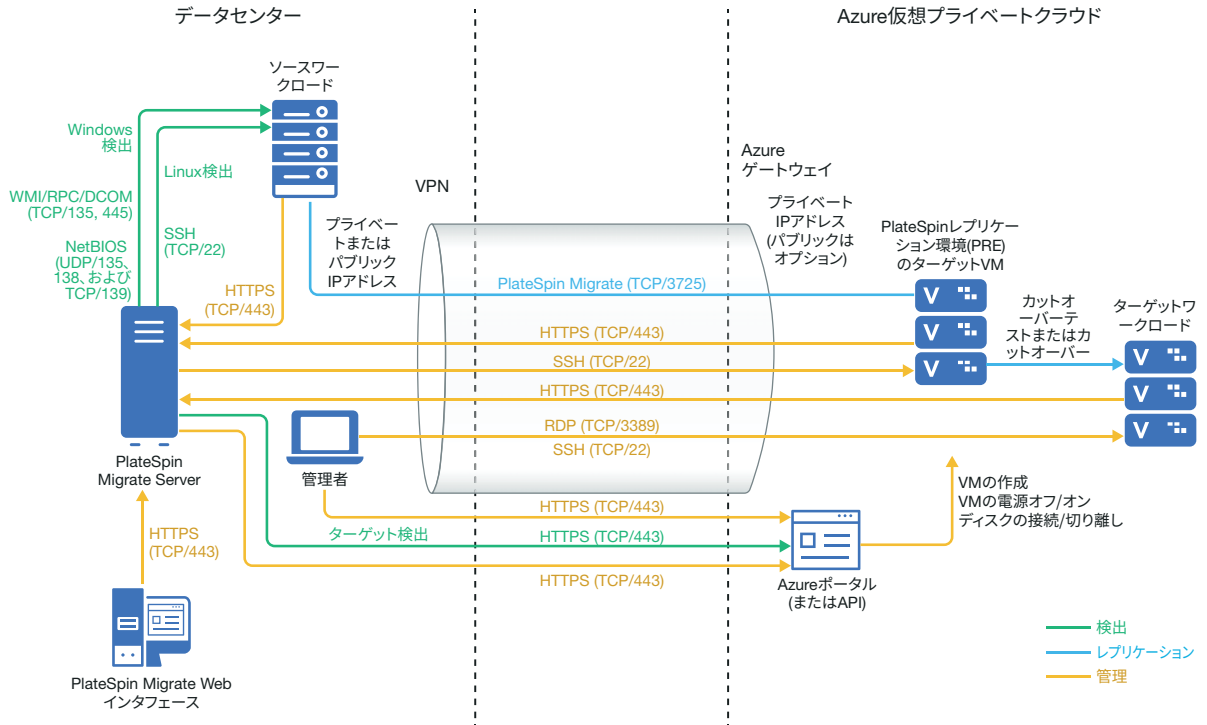 データセンター
Azure仮想プライベートクラウド
ソースワー
クロード
Windows
検出
Linux検出
WMI/RPC/DCOM
(TCP/135, 445)
SSH
(TCP/22)
NetBIOS
(UDP/135、
138、および
TCP/139)
HTTPS
(TCP/443)
プライベー
トまたは
パブリック
IPアドレス
VPN
Azure
ゲートウェイ
プライベート
IPアドレス
(パブリックは
オプション)
PlateSpinレプリケー
ション環境(PRE)
のターゲットVM
カットオ
ーバーテ
ストまたはカ
ットオーバー
ターゲットワ
ークロード
PlateSpin Migrate (TCP/3725)
HTTPS (TCP/443)
SSH (TCP/22)
HTTPS (TCP/443)
RDP (TCP/3389)
SSH (TCP/22)
V
V
V
V
V
V
PlateSpin
Migrate Server
管理者
HTTPS (TCP/443)
ターゲット検出
HTTPS (TCP/443)
HTTPS (TCP/443)
VMの作成
VMの電源オフ/オン
ディスクの接続/切り離し
Azureポータル
(またはAPI)
HTTPS
(TCP/443)
PlateSpin Migrate Web
インタフェース
検出
レプリケーション
管理